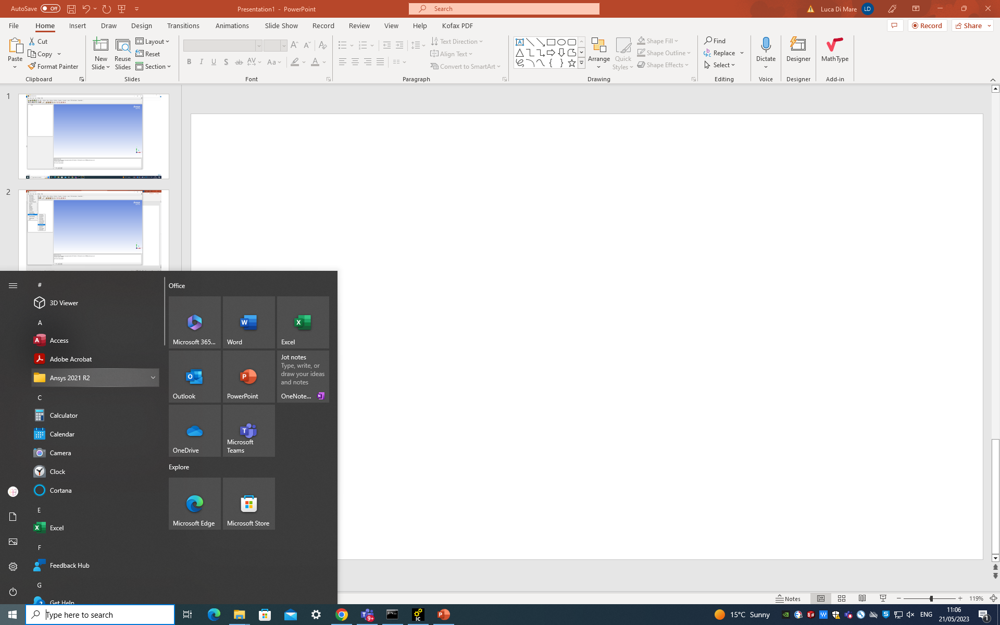 AutoSave Off
Presentation1 - PowerPoint
Search
Luca Di Mare LD
File Home Insert Draw Design Transitions Animations Slide Show Record Review View Help Kofax PDF
Record Share
Paste
Cut
Copy
Format Painter
Clipboard
New Slide
Reuse Slides
Layout
Reset
Section
Slides
B I U S ab AV Aa A
Font
Text Direction
Align Text
Convert to SmartArt
Paragraph
Arrange
Quick Styles
Shape Fill
Shape Outline
Shape Effects
Drawing
Find
Replace
Select
Editing
Dictate
Voice
Designer
Designer
MathType
Add-in
1
2
#
3D Viewer
A
Access
Adobe Acrobat
Ansys 2021 R2
C
Calculator
Calendar
Camera
Clock
Cortana
E
Excel
F
Feedback Hub
G
Get Help
Office
Microsoft 365...
Word
Excel
Outlook
PowerPoint
Jot notes
Type, write, or
draw your ideas
and notes
OneNote...
OneDrive
Microsoft
Teams
Explore
Microsoft Edge
Microsoft Store
Notes
119%
Type here to search
9+
IC
15°C Sunny
ENG
11:06
21/05/2023
1